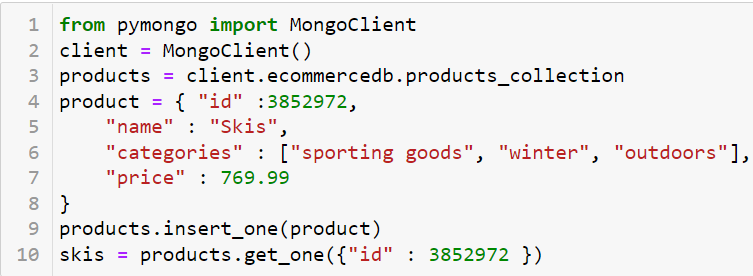 1 from pymongo import MongoClient
2 client = MongoClient()
3 products = client.ecommercedb.products_collection
4 product = { "id" :3852972,
5     "name" : "Skis",
6     "categories" : ["sporting goods", "winter", "outdoors"],
7     "price" : 769.99
8 }
9 products.insert_one(product)
10 skis = products.get_one({"id" : 3852972 })